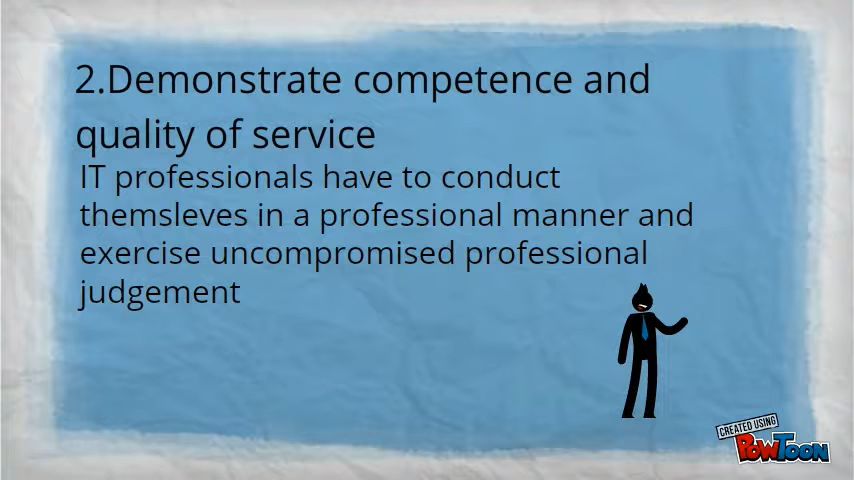 2.Demonstrate competence and
quality of service
IT professionals have to conduct
themsleves in a professional manner and
exercise uncompromised professional
judgement
CREATED USING
POWTOON